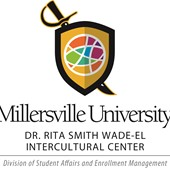 Millersville University
DR. RITA SMITH WADE-EL
INTERCULTURAL CENTER
Division of Student Affairs and Enrollment Management